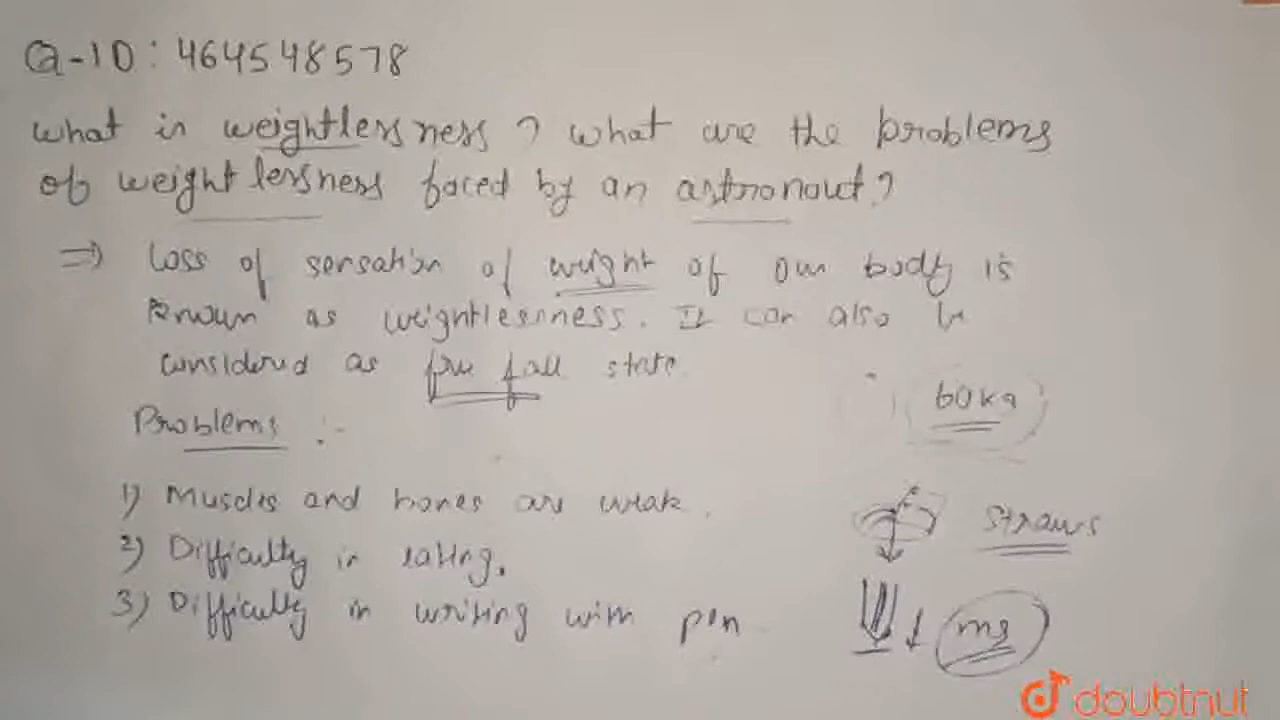 Q-ID: 464548578
What is weightlessness? What are the problems
of weightlessness faced by an astronout?
⇒ Loss of sensation of weight of our body is
known as weightlessness. It can also be
considered as free fall state.
60kg
Problems :-
1) Muscles and bones are weak.
straws
2) Difficulty in eating.
3) Difficulty in writing with pen
mg
doubtnut